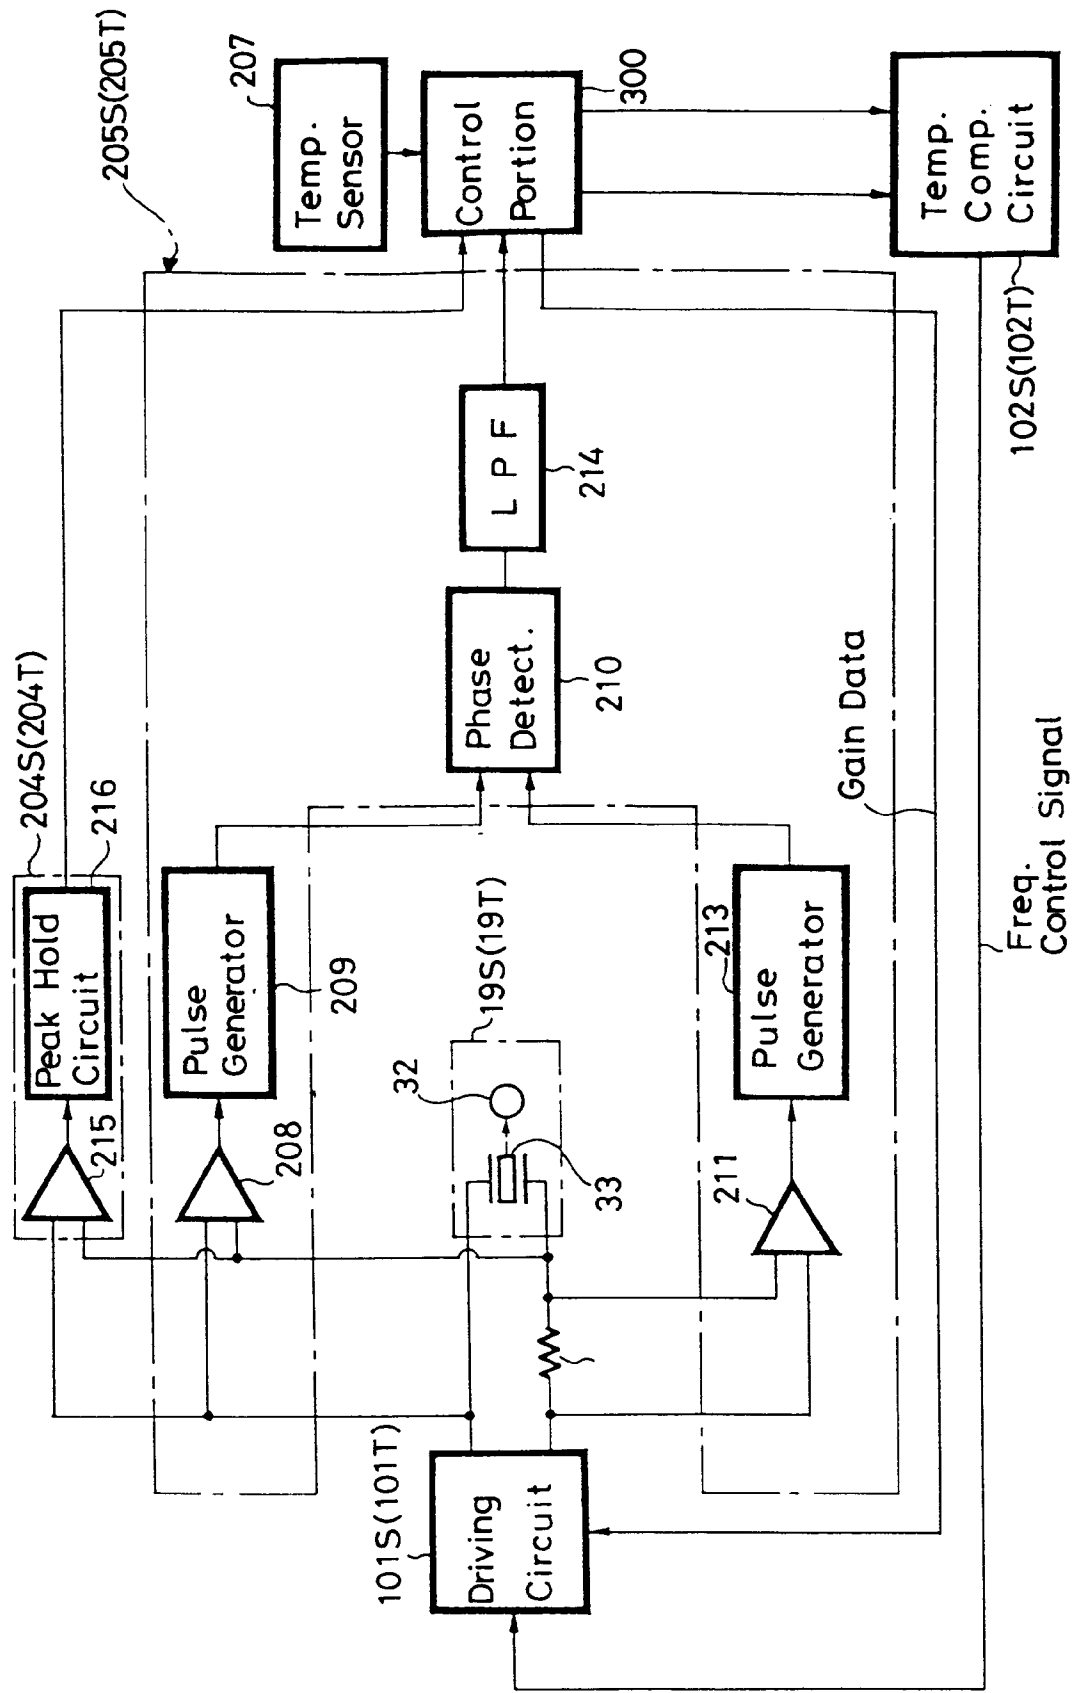 205S(205T)
207
Temp.
Sensor
Control
Portion
300
Temp.
Comp.
Circuit
102S(102T)
L P F
214
Phase
Detect.
210
204S(204T)
216
Peak Hold
Circuit
215
Pulse
Generator
209
208
19S(19T)
32
33
213
Pulse
Generator
211
Gain Data
Freq.
Control Signal
101S(101T)
Driving
Circuit